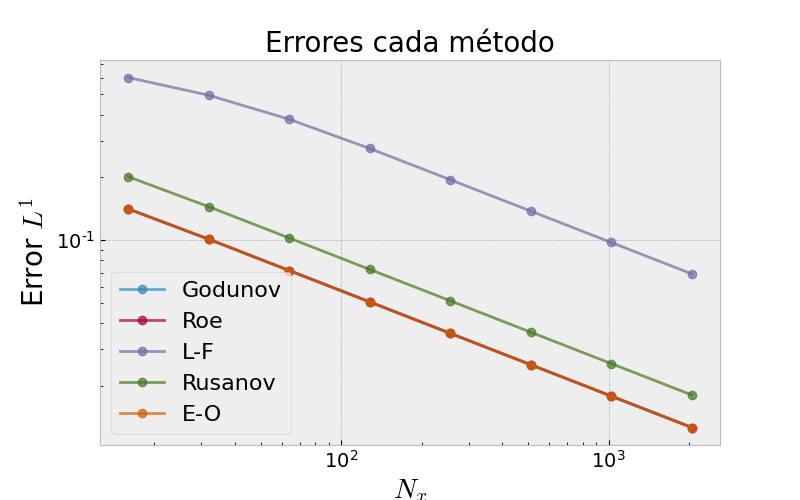 Errores cada método
Error $L^1$
$10^{-1}$
Godunov
Roe
L-F
Rusanov
E-O
$10^2$ $10^3$
$N_x$